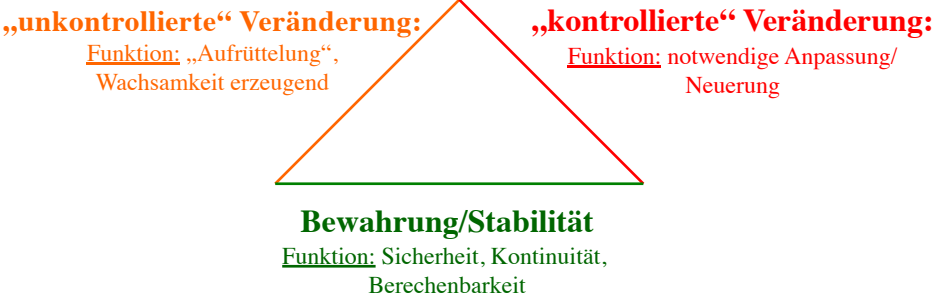 „unkontrollierte“ Veränderung:
Funktion: „Aufrüttelung“,
Wachsamkeit erzeugend
„kontrollierte“ Veränderung:
Funktion: notwendige Anpassung/
Neuerung
Bewahrung/Stabilität
Funktion: Sicherheit, Kontinuität,
Berechenbarkeit